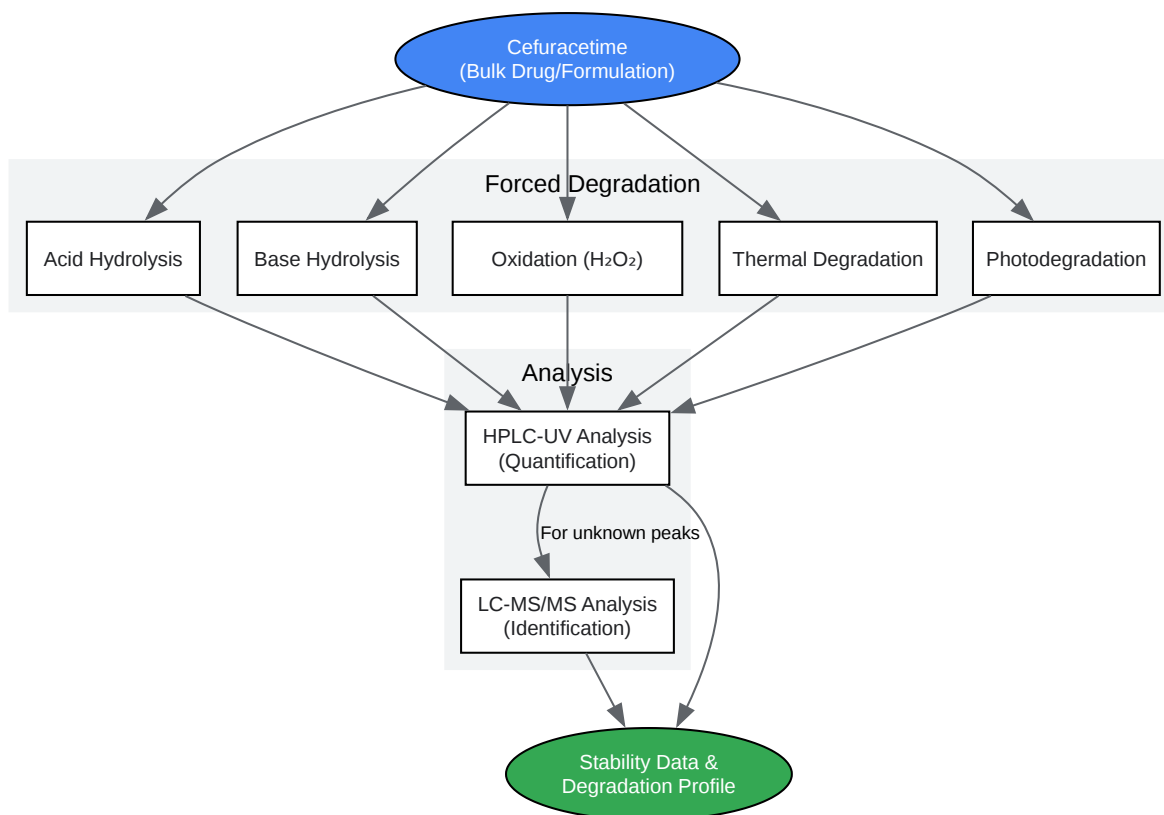 Cefuracetime
(Bulk Drug/Formulation)
Forced Degradation
Acid Hydrolysis
Base Hydrolysis
Oxidation (H₂O₂)
Thermal Degradation
Photodegradation
Analysis
HPLC-UV Analysis
(Quantification)
For unknown peaks
LC-MS/MS Analysis
(Identification)
Stability Data &
Degradation Profile